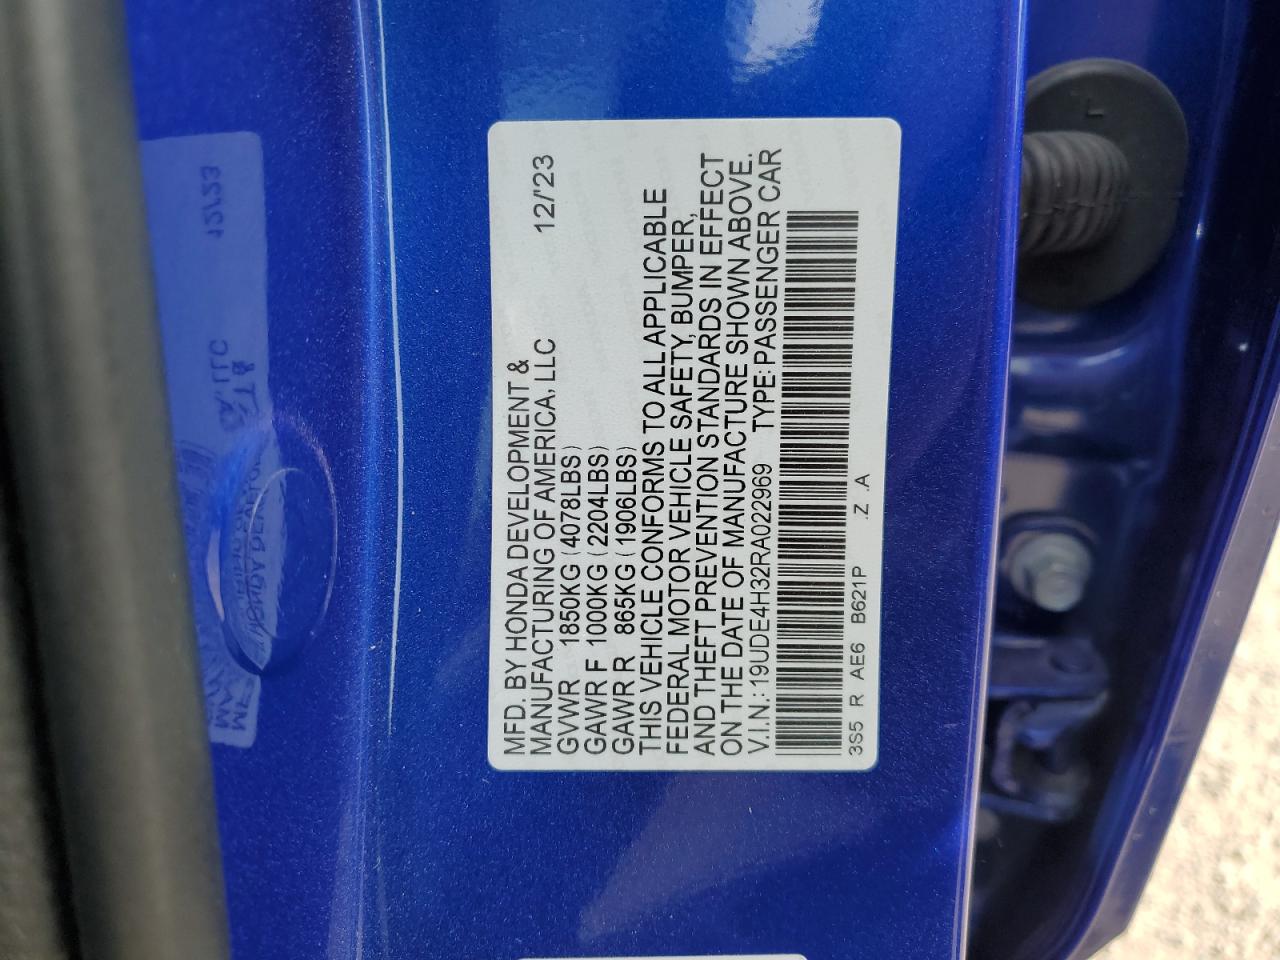 MFD. BY HONDA DEVELOPMENT &
MANUFACTURING OF AMERICA, LLC 12/'23
GVWR 1850KG (4078LBS)
GAWR F 1000KG (2204LBS)
GAWR R 865KG (1906LBS)
THIS VEHICLE CONFORMS TO ALL APPLICABLE
FEDERAL MOTOR VEHICLE SAFETY, BUMPER,
AND THEFT PREVENTION STANDARDS IN EFFECT
ON THE DATE OF MANUFACTURE SHOWN ABOVE.
V.I.N.: 19UDE4H32RA022969 TYPE: PASSENGER CAR
3S5 R AE6 B621P .Z .A
L